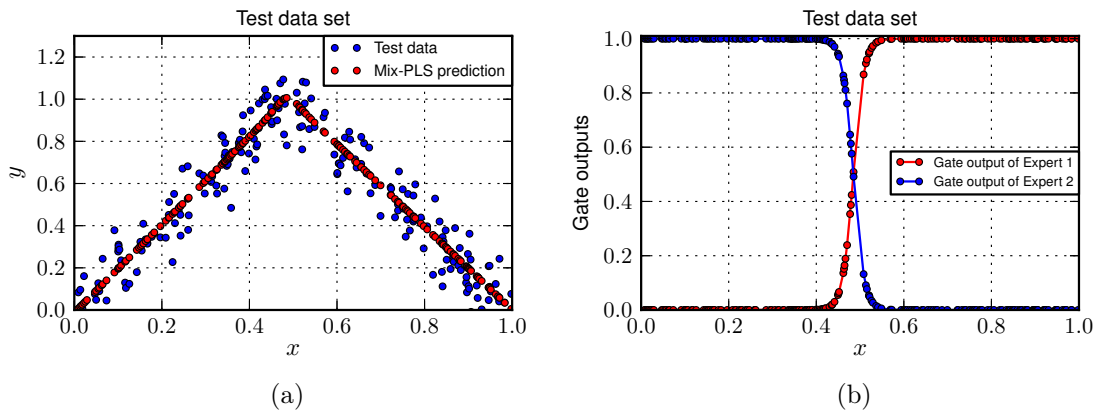 Test data set
1.2
1.0
0.8
0.6
0.4
0.2
0.0
y
Test data
Mix-PLS prediction
0.0 0.2 0.4 0.6 0.8 1.0
x
(a)
Test data set
1.0
0.8
0.6
0.4
0.2
0.0
Gate outputs
Gate output of Expert 1
Gate output of Expert 2
0.0 0.2 0.4 0.6 0.8 1.0
x
(b)